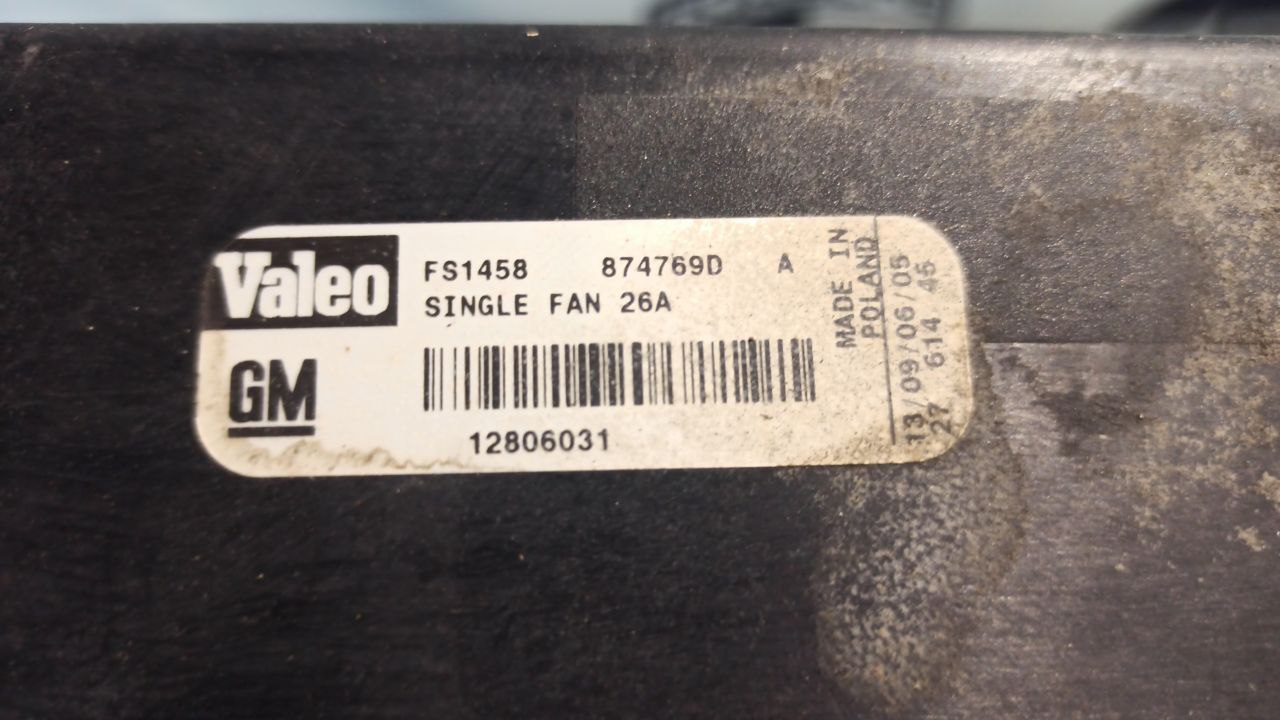 Valeo
FS1458 874769D A
SINGLE FAN 26A
GM
12806031
MADE IN
POLAND
13/09/06/05
27 614 45